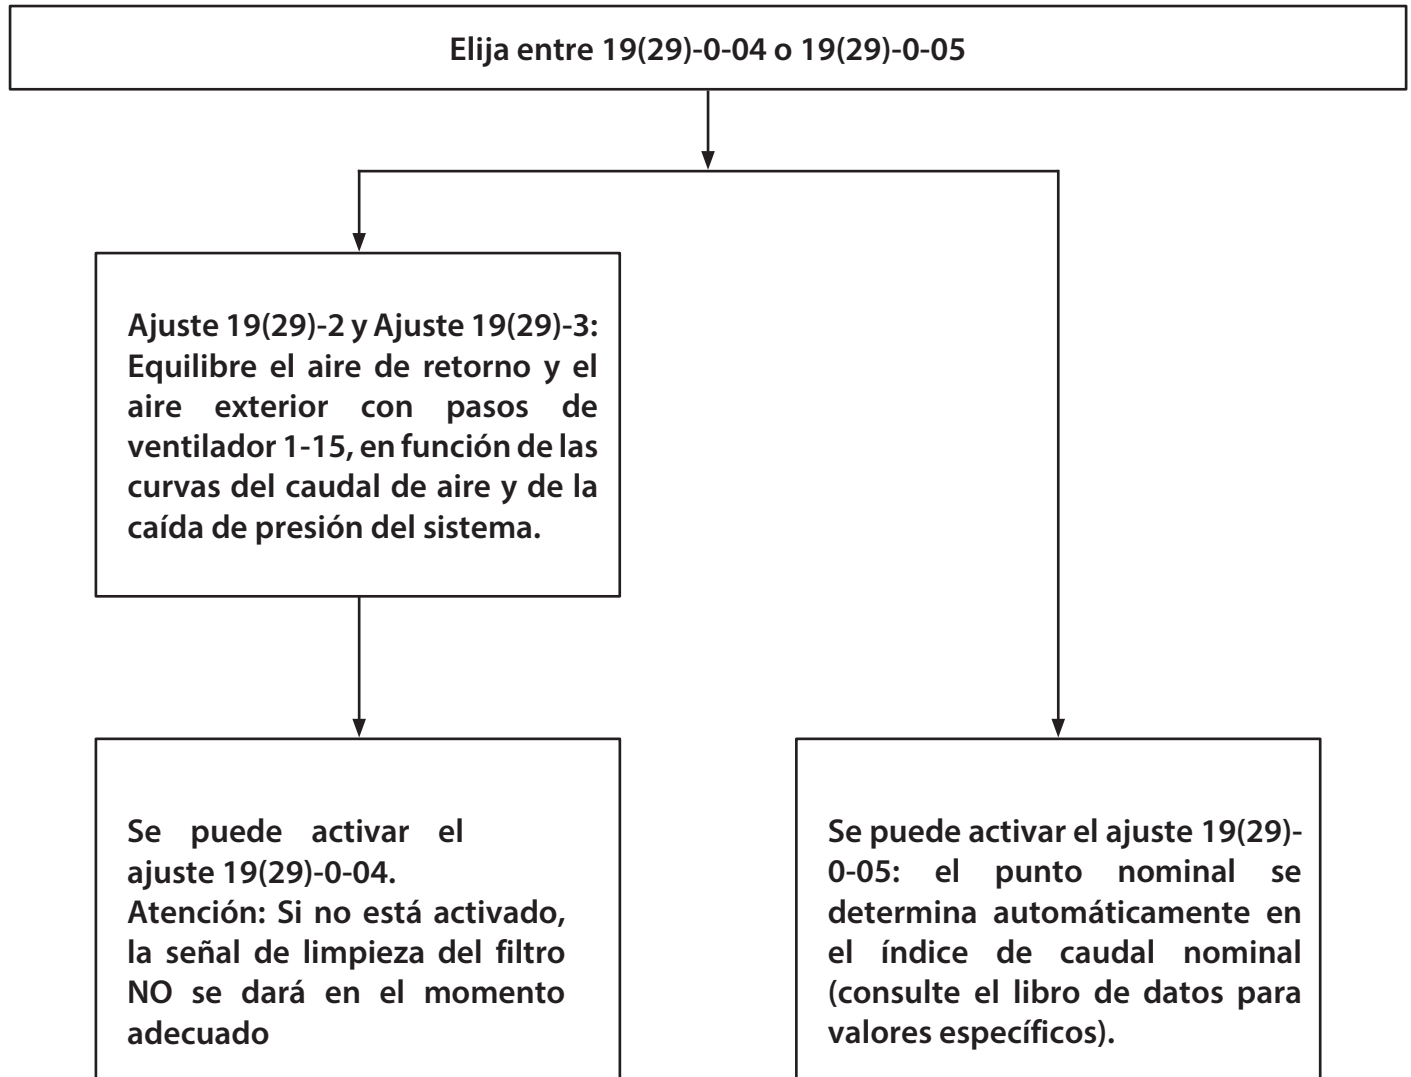 Elija entre 19(29)-0-04 o 19(29)-0-05
Ajuste 19(29)-2 y Ajuste 19(29)-3:
Equilibre el aire de retorno y el
aire exterior con pasos de
ventilador 1-15, en función de las
curvas del caudal de aire y de la
caída de presión del sistema.
Se puede activar el
ajuste 19(29)-0-04.
Atención: Si no está activado,
la señal de limpieza del filtro
NO se dará en el momento
adecuado
Se puede activar el ajuste 19(29)-
0-05: el punto nominal se
determina automáticamente en
el índice de caudal nominal
(consulte el libro de datos para
valores específicos).